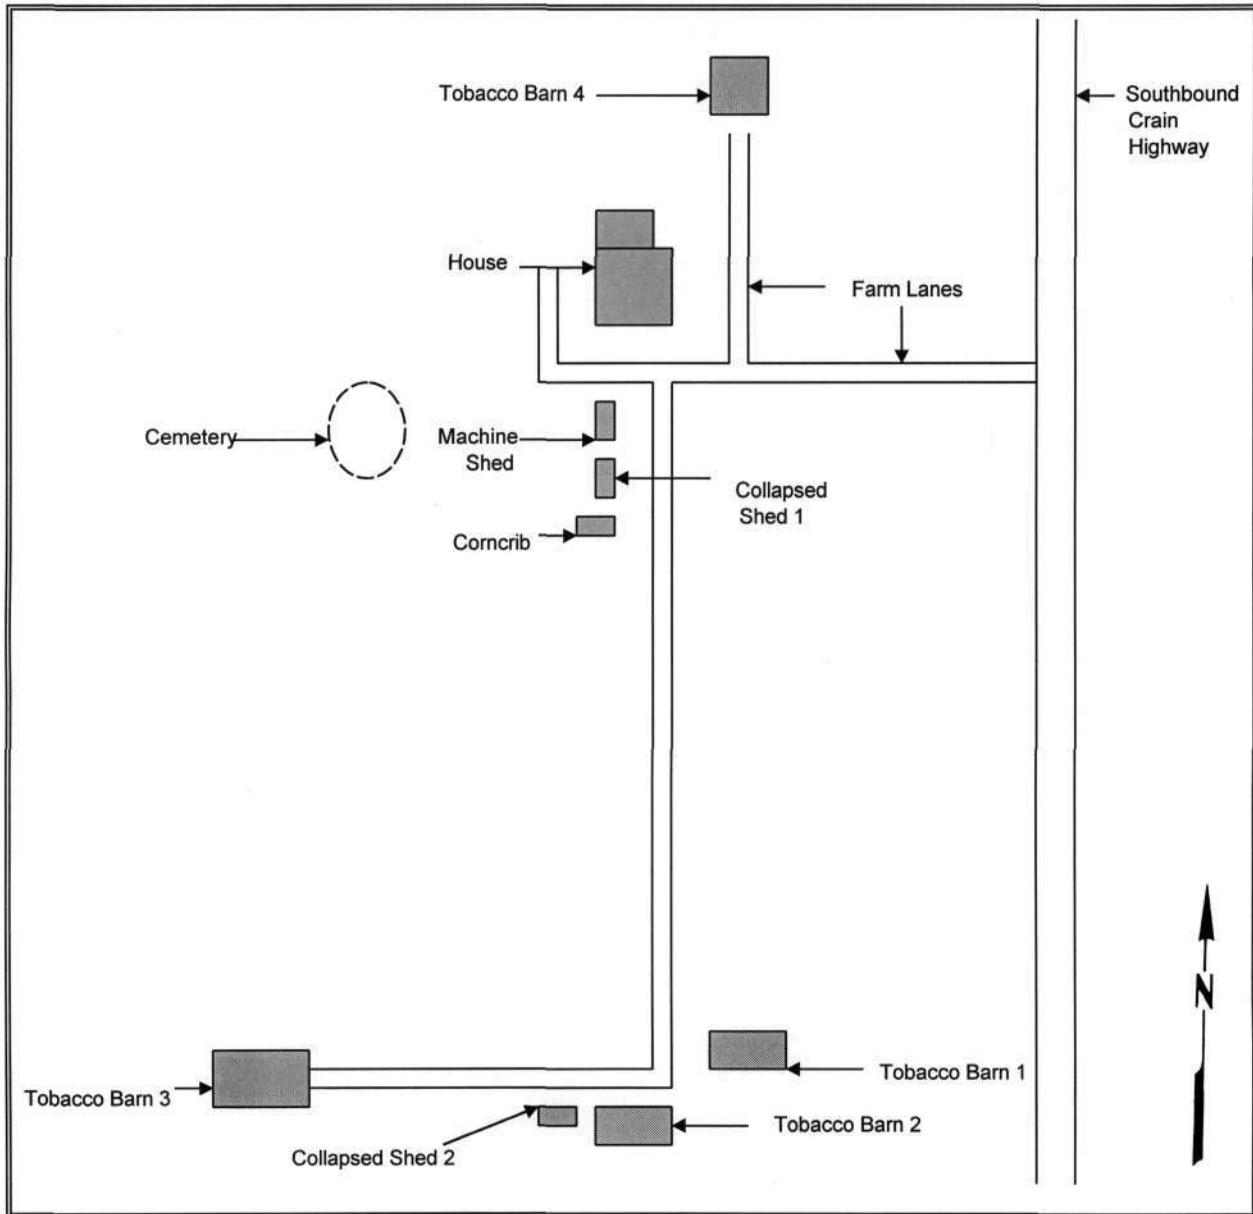 Tobacco Barn 4
Southbound
Crain
Highway
House
Farm Lanes
Cemetery
Machine
Shed
Collapsed
Shed 1
Corncrib
N
Tobacco Barn 1
Tobacco Barn 3
Tobacco Barn 2
Collapsed Shed 2